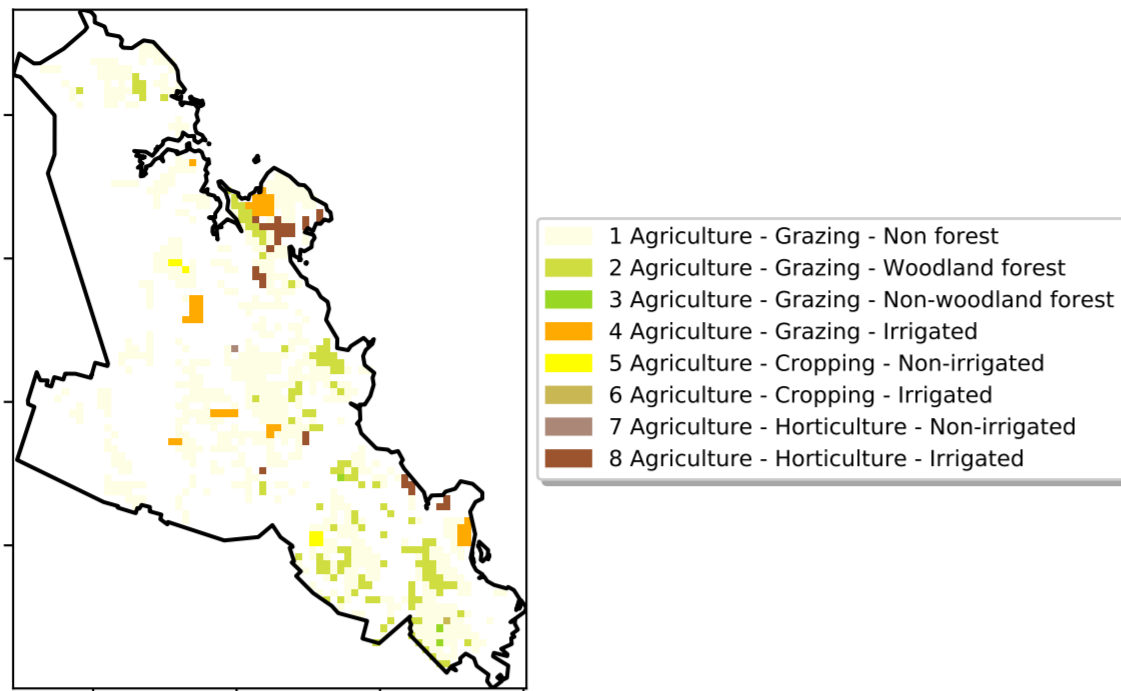 1 Agriculture - Grazing - Non forest
2 Agriculture - Grazing - Woodland forest
3 Agriculture - Grazing - Non-woodland forest
4 Agriculture - Grazing - Irrigated
5 Agriculture - Cropping - Non-irrigated
6 Agriculture - Cropping - Irrigated
7 Agriculture - Horticulture - Non-irrigated
8 Agriculture - Horticulture - Irrigated